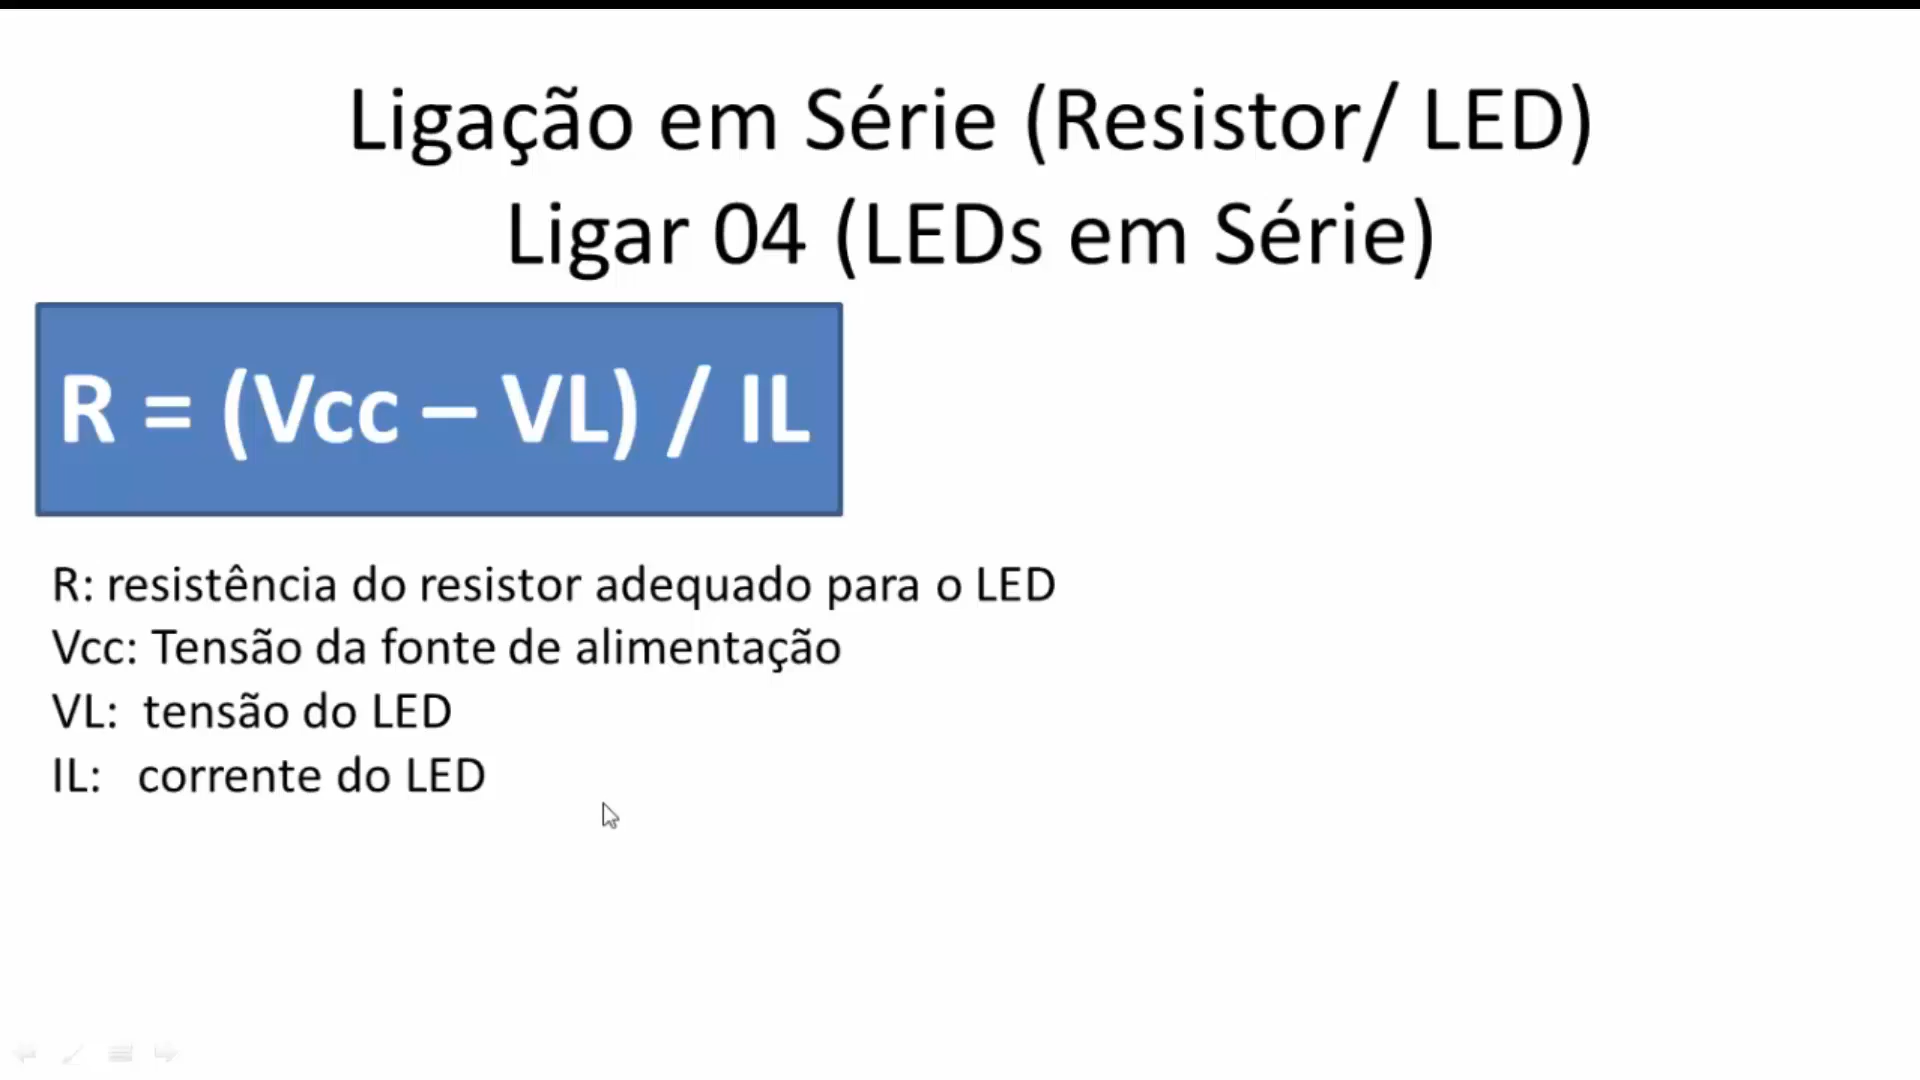 Ligação em Série (Resistor/ LED)
Ligar 04 (LEDs em Série)
R = (Vcc – VL) / IL
R: resistência do resistor adequado para o LED
Vcc: Tensão da fonte de alimentação
VL: tensão do LED
IL: corrente do LED